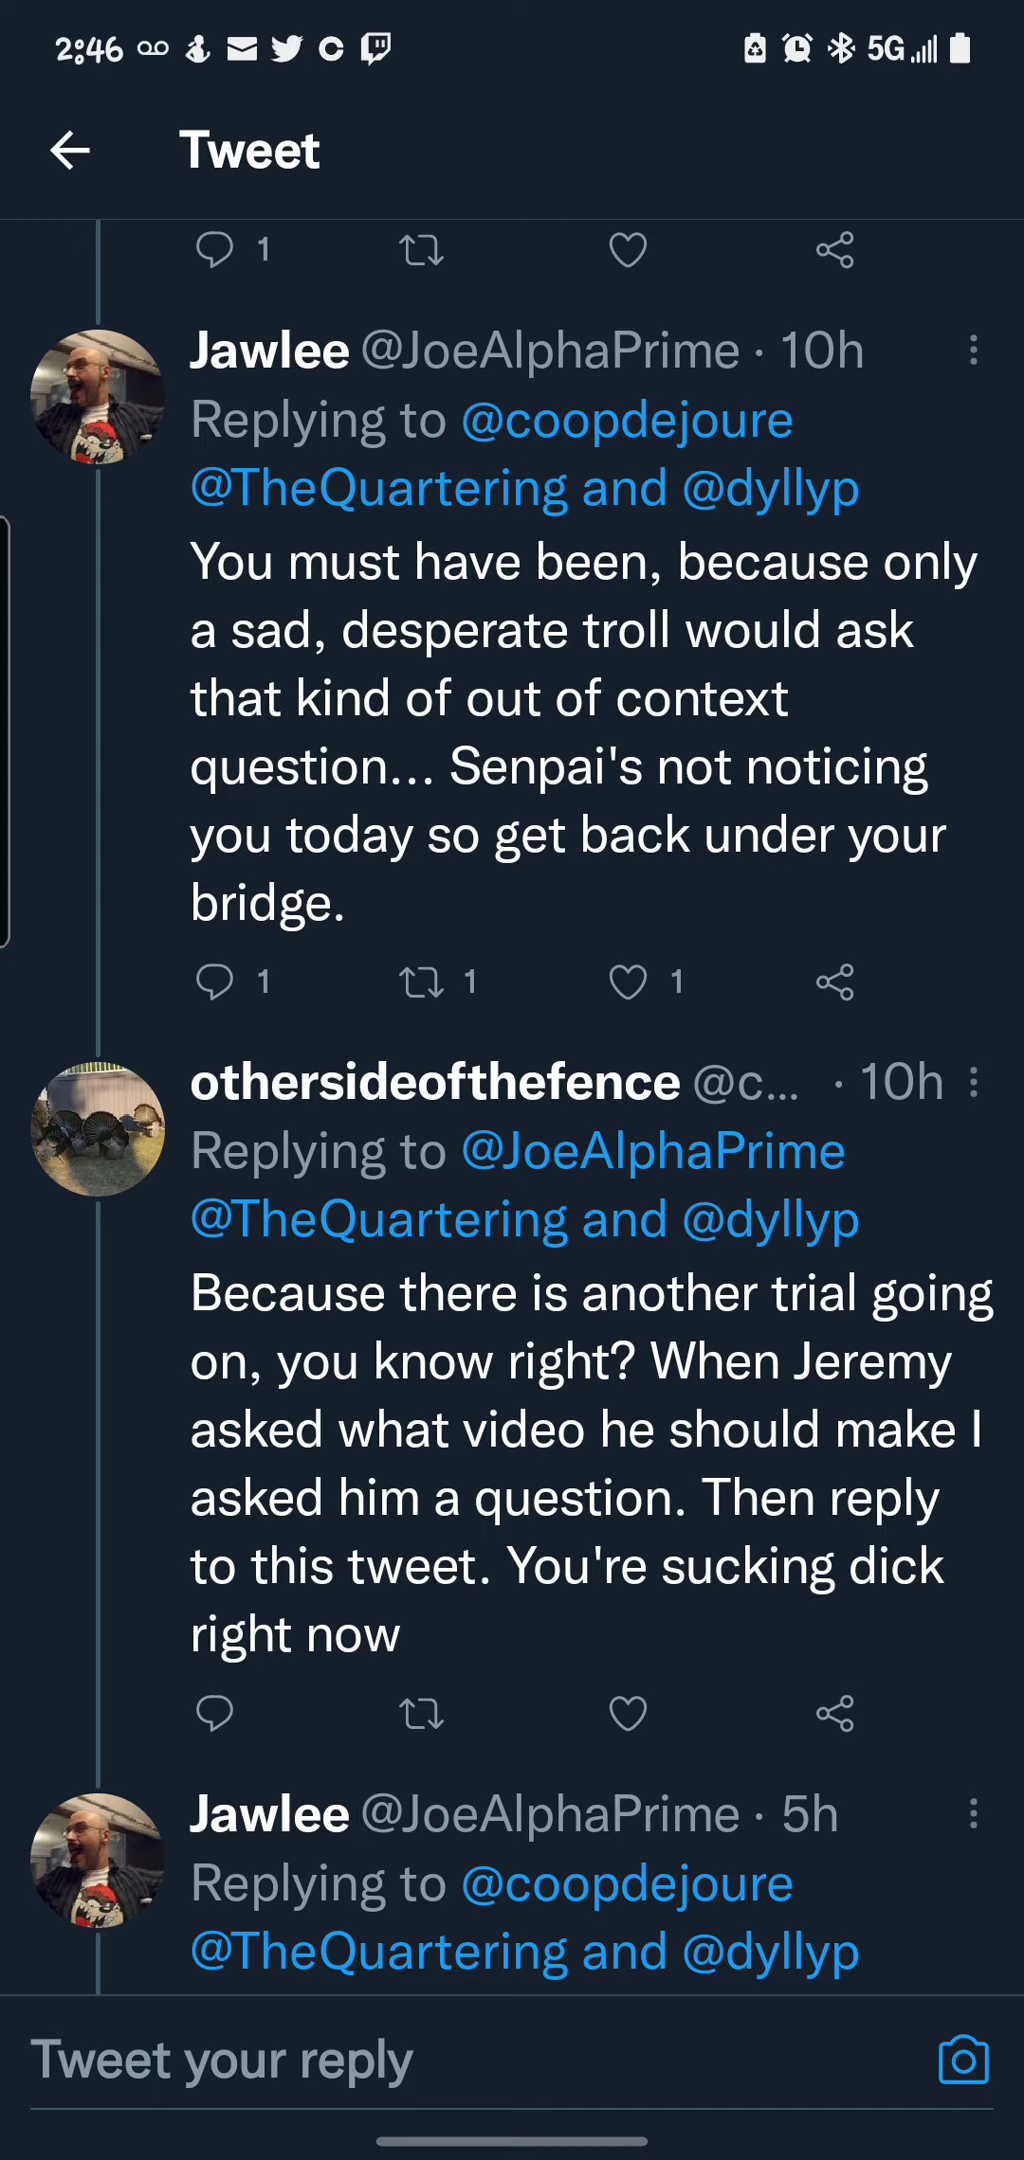 2:46 5G
Tweet
1
Jawlee @JoeAlphaPrime · 10h
Replying to @coopdejoure
@TheQuartering and @dyllyp
You must have been, because only
a sad, desperate troll would ask
that kind of out of context
question... Senpai's not noticing
you today so get back under your
bridge.
1 1 1
othersideofthefence @c... · 10h
Replying to @JoeAlphaPrime
@TheQuartering and @dyllyp
Because there is another trial going
on, you know right? When Jeremy
asked what video he should make I
asked him a question. Then reply
to this tweet. You're sucking dick
right now
Jawlee @JoeAlphaPrime · 5h
Replying to @coopdejoure
@TheQuartering and @dyllyp
Tweet your reply